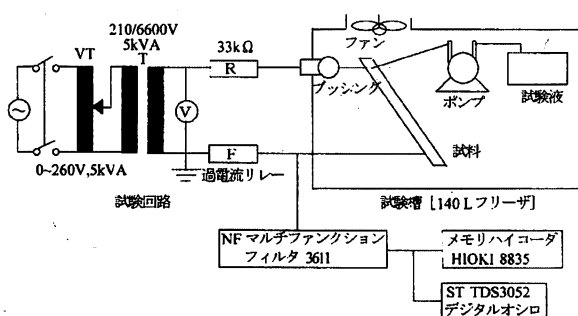 210/6600V
5kVA
VT
T
33kΩ
R
ファン
ブッシング
ポンプ
試験液
V
F
過電流リレー
試料
0~260V,5kVA
試験回路
試験槽 [140 L フリーザ]
NF マルチファンクション
フィルタ 3611
メモリハイコーダ
HIOKI 8835
ST TDS3052
デジタルオシロ